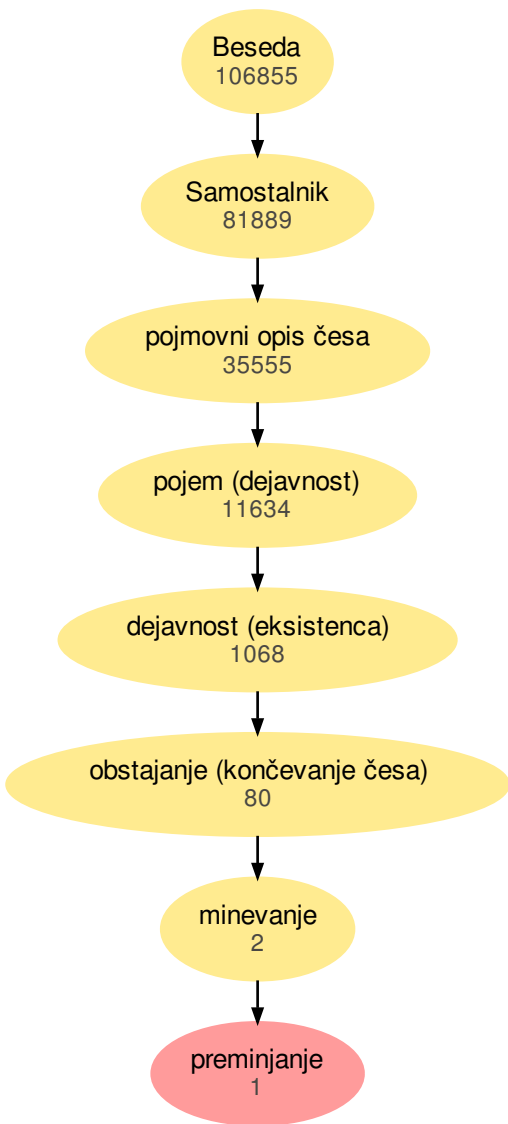 Beseda
106855
Samostalnik
81889
pojmovni opis česa
35555
pojem (dejavnost)
11634
dejavnost (eksistenca)
1068
obstajanje (končevanje česa)
80
minevanje
2
preminjanje
1